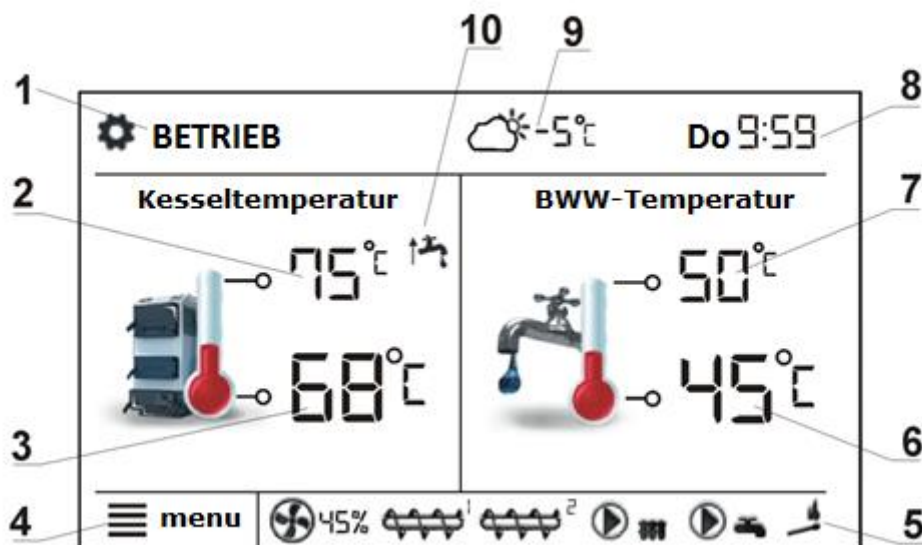 10 9
1 8
BETRIEB -5°C Do 9:59
2 Kesseltemperatur BWW-Temperatur 7
75°C 50°C
68°C 45°C
3 6
4 menu 45% 1 2 5